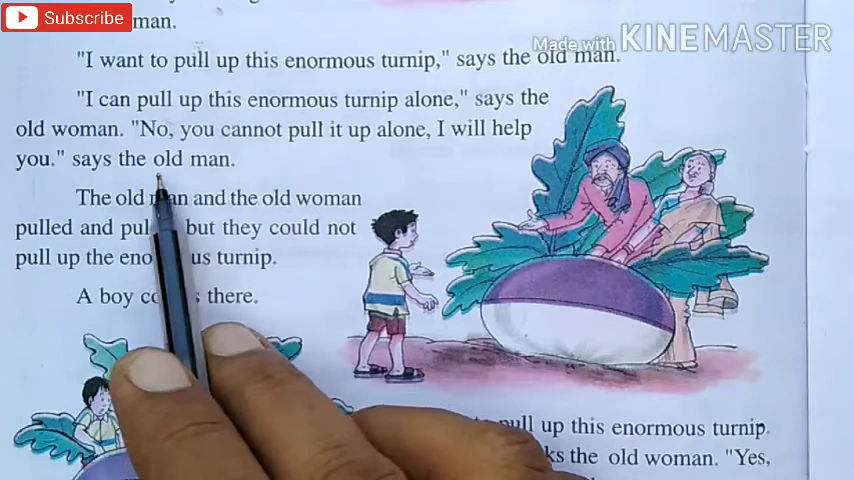 Subscribe
man.
Made with KINEMASTER
"I want to pull up this enormous turnip," says the old man.
"I can pull up this enormous turnip alone," says the
old woman. "No, you cannot pull it up alone, I will help
you." says the old man.
The old man and the old woman
pulled and pul but they could not
pull up the eno us turnip.
A boy co s there.
pull up this enormous turnip.
ks the old woman. "Yes,